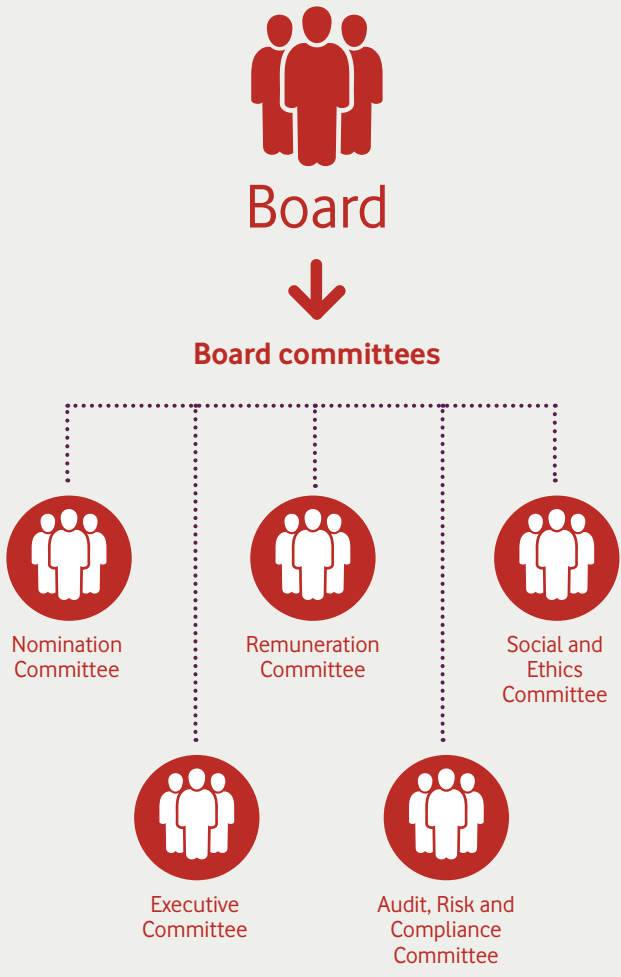 Board
Board committees
Nomination
Committee
Remuneration
Committee
Social and
Ethics
Committee
Executive
Committee
Audit, Risk and
Compliance
Committee